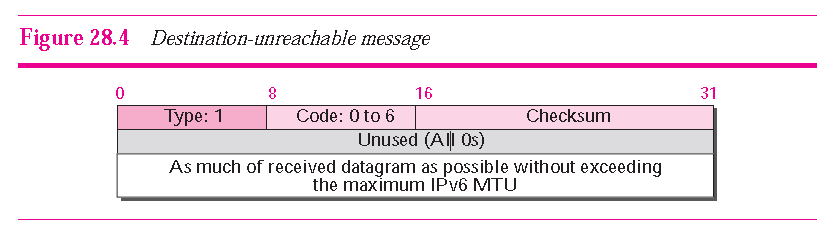 Figure 28.4 Destination-unreachable message
0 8 16 31
Type: 1 Code: 0 to 6 Checksum
Unused (All 0s)
As much of received datagram as possible without exceeding
the maximum IPv6 MTU